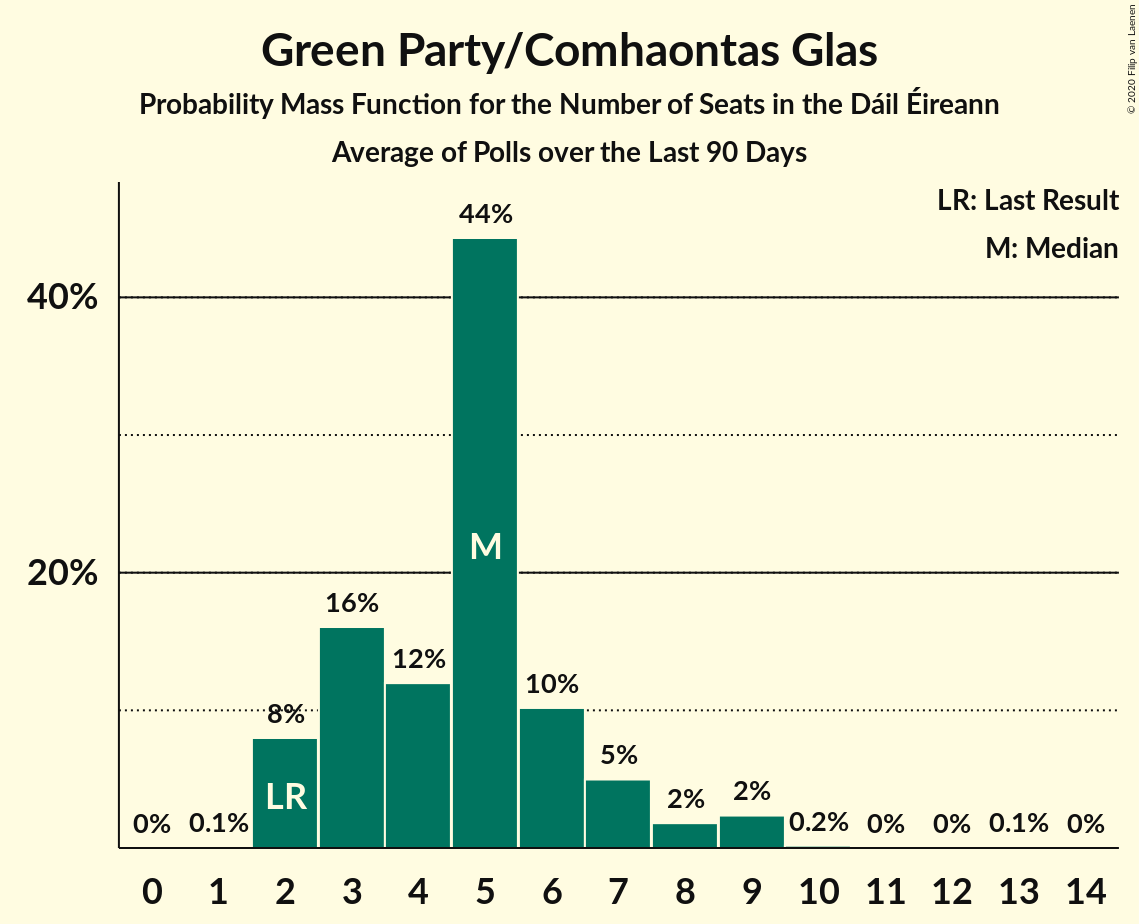 Green Party/Comhaontas Glas
Probability Mass Function for the Number of Seats in the Dáil Éireann
Average of Polls over the Last 90 Days
© 2020 Filip van Laenen
LR: Last Result
M: Median
44%
40%
M
20%
16%
12%
10%
8%
5%
2%
2%
LR
0%
0.1%
0.2%
0%
0%
0.1%
0%
0 1 2 3 4 5 6 7 8 9 10 11 12 13 14